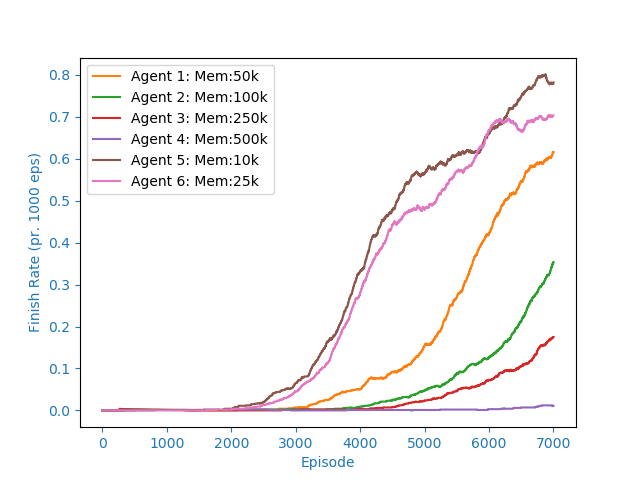 0.8
0.7
0.6
0.5
0.4
0.3
0.2
0.1
0.0
Finish Rate (pr. 1000 eps)
Agent 1: Mem:50k
Agent 2: Mem:100k
Agent 3: Mem:250k
Agent 4: Mem:500k
Agent 5: Mem:10k
Agent 6: Mem:25k
0 1000 2000 3000 4000 5000 6000 7000
Episode